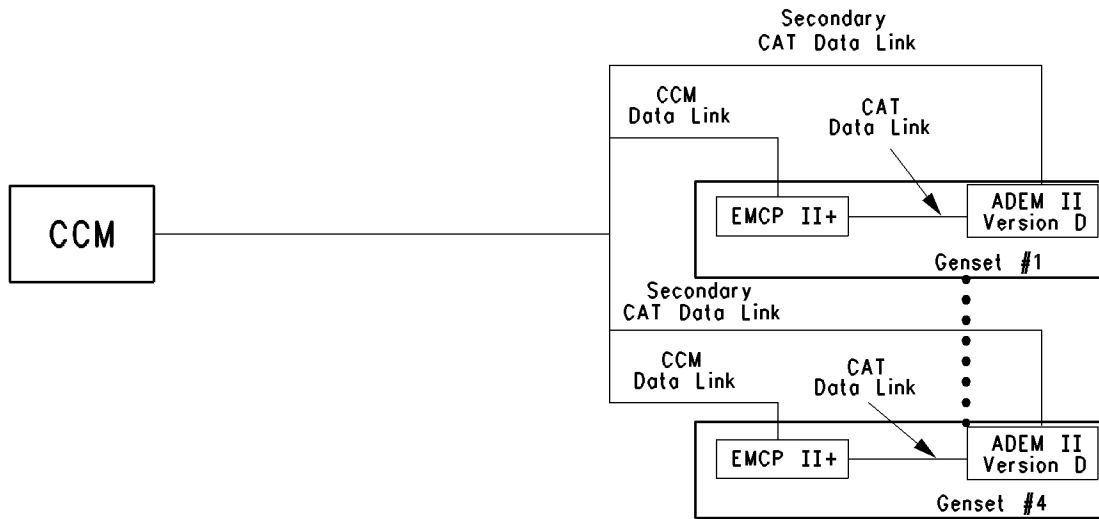 Secondary
CAT Data Link
CCM
Data Link
CAT
Data Link
CCM
EMCP II+
ADEM II
Version D
Genset #1
Secondary
CAT Data Link
CCM
Data Link
CAT
Data Link
EMCP II+
ADEM II
Version D
Genset #4